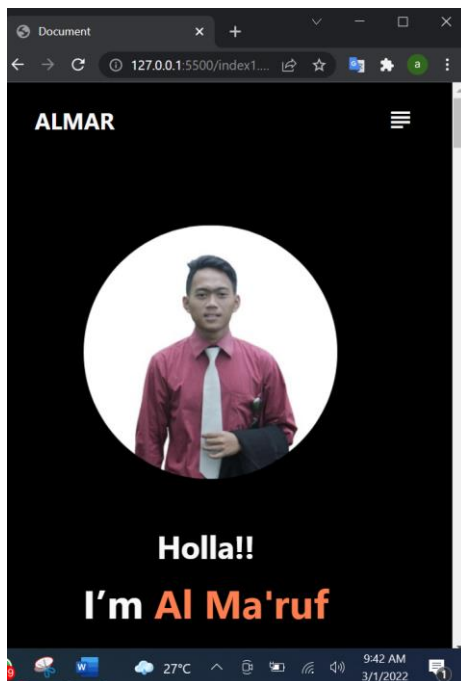 Document
127.0.0.1:5500/index1....
a
ALMAR
Holla!!
I’m Al Ma'ruf
W
27°C
9:42 AM
3/1/2022
1